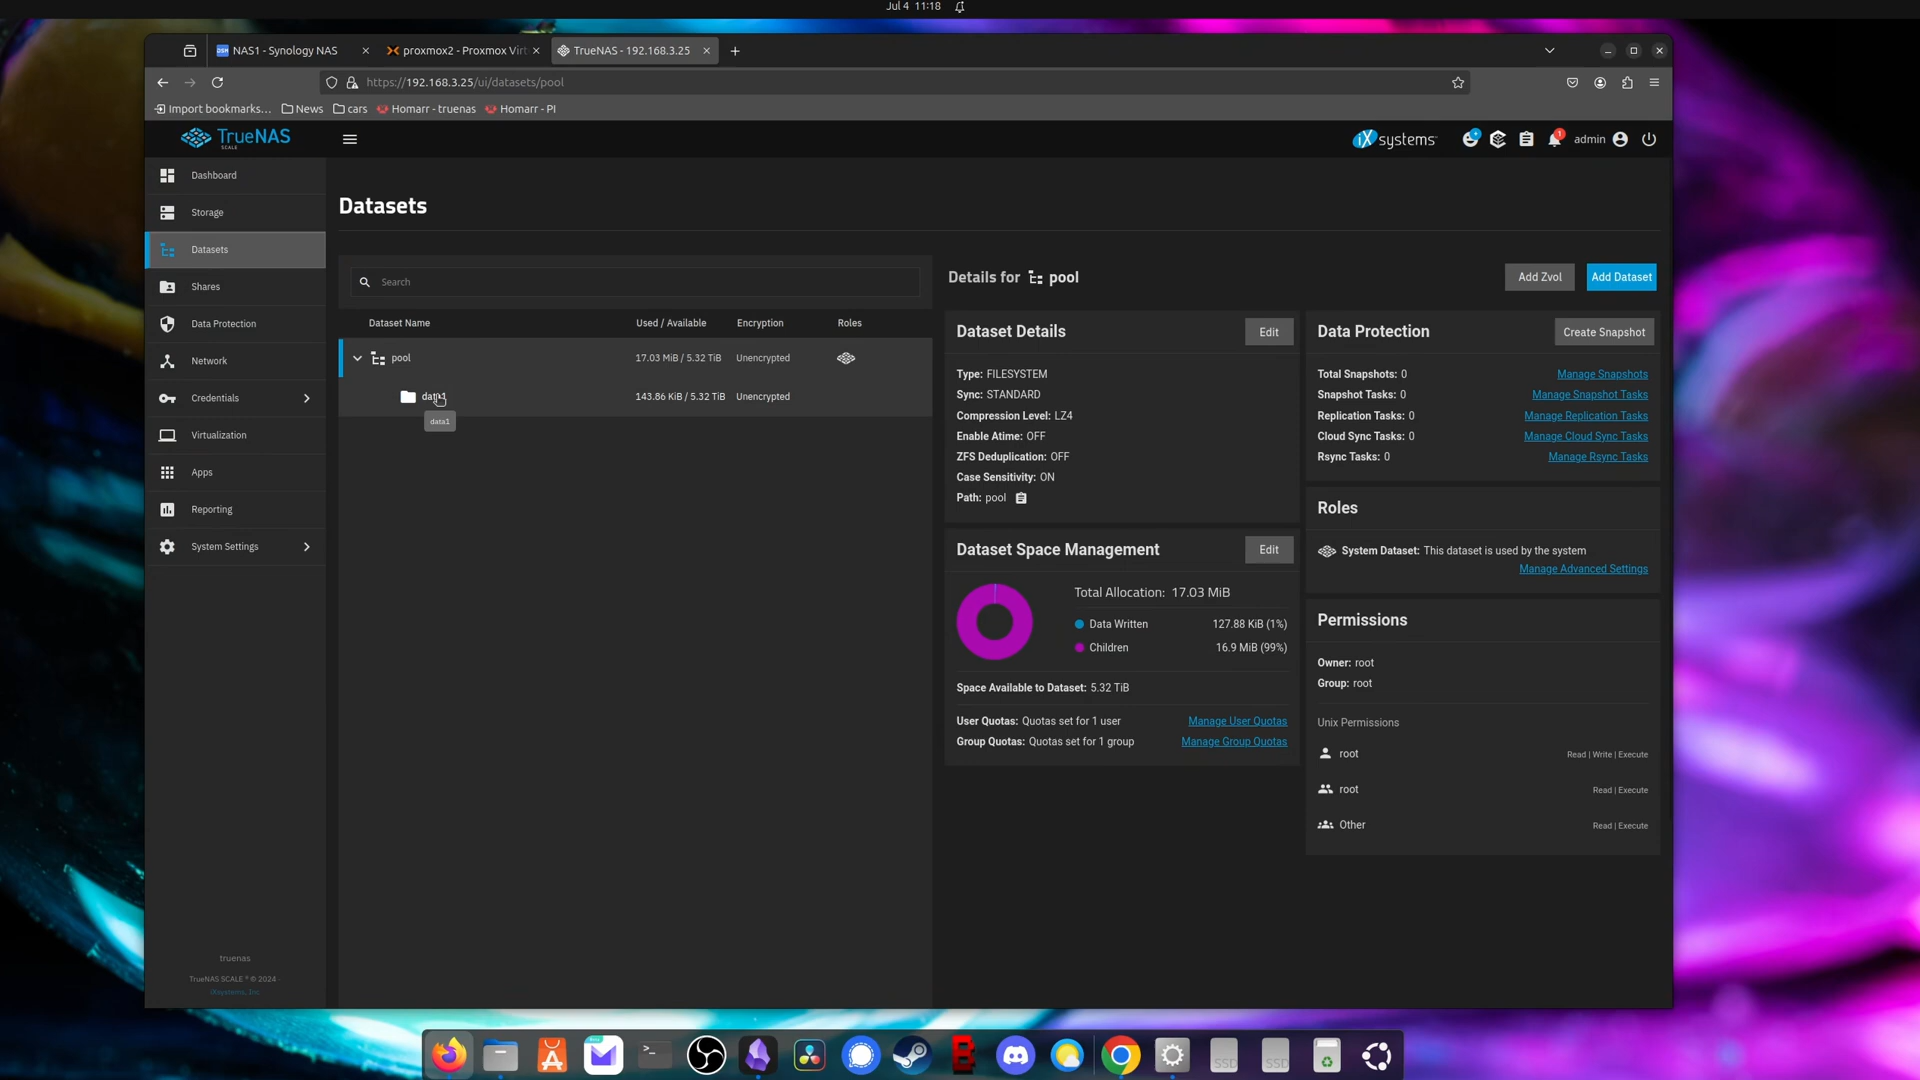 Jul 4 11:18
NAS1 - Synology NAS
proxmox2 - Proxmox Virt
TrueNAS - 192.168.3.25
https://192.168.3.25/ui/datasets/pool
Import bookmarks...
News
cars
Homarr - truenas
Homarr - PI
TrueNAS
SCALE
iX systems
1
admin
Dashboard
Storage
Datasets
Shares
Data Protection
Network
Credentials
Virtualization
Apps
Reporting
System Settings
truenas
TrueNAS SCALE ® © 2024 -
iXsystems, Inc
Datasets
Search
Dataset Name
Used / Available
Encryption
Roles
pool
17.03 MiB / 5.32 TiB
Unencrypted
data1
143.86 KiB / 5.32 TiB
Unencrypted
data1
Details for pool
Add Zvol
Add Dataset
Dataset Details
Edit
Type: FILESYSTEM
Sync: STANDARD
Compression Level: LZ4
Enable Atime: OFF
ZFS Deduplication: OFF
Case Sensitivity: ON
Path: pool
Dataset Space Management
Edit
Total Allocation: 17.03 MiB
Data Written 127.88 KiB (1%)
Children 16.9 MiB (99%)
Space Available to Dataset: 5.32 TiB
User Quotas: Quotas set for 1 user Manage User Quotas
Group Quotas: Quotas set for 1 group Manage Group Quotas
Data Protection
Create Snapshot
Total Snapshots: 0 Manage Snapshots
Snapshot Tasks: 0 Manage Snapshot Tasks
Replication Tasks: 0 Manage Replication Tasks
Cloud Sync Tasks: 0 Manage Cloud Sync Tasks
Rsync Tasks: 0 Manage Rsync Tasks
Roles
System Dataset: This dataset is used by the system
Manage Advanced Settings
Permissions
Owner: root
Group: root
Unix Permissions
root Read | Write | Execute
root Read | Execute
Other Read | Execute
SSD
SSD